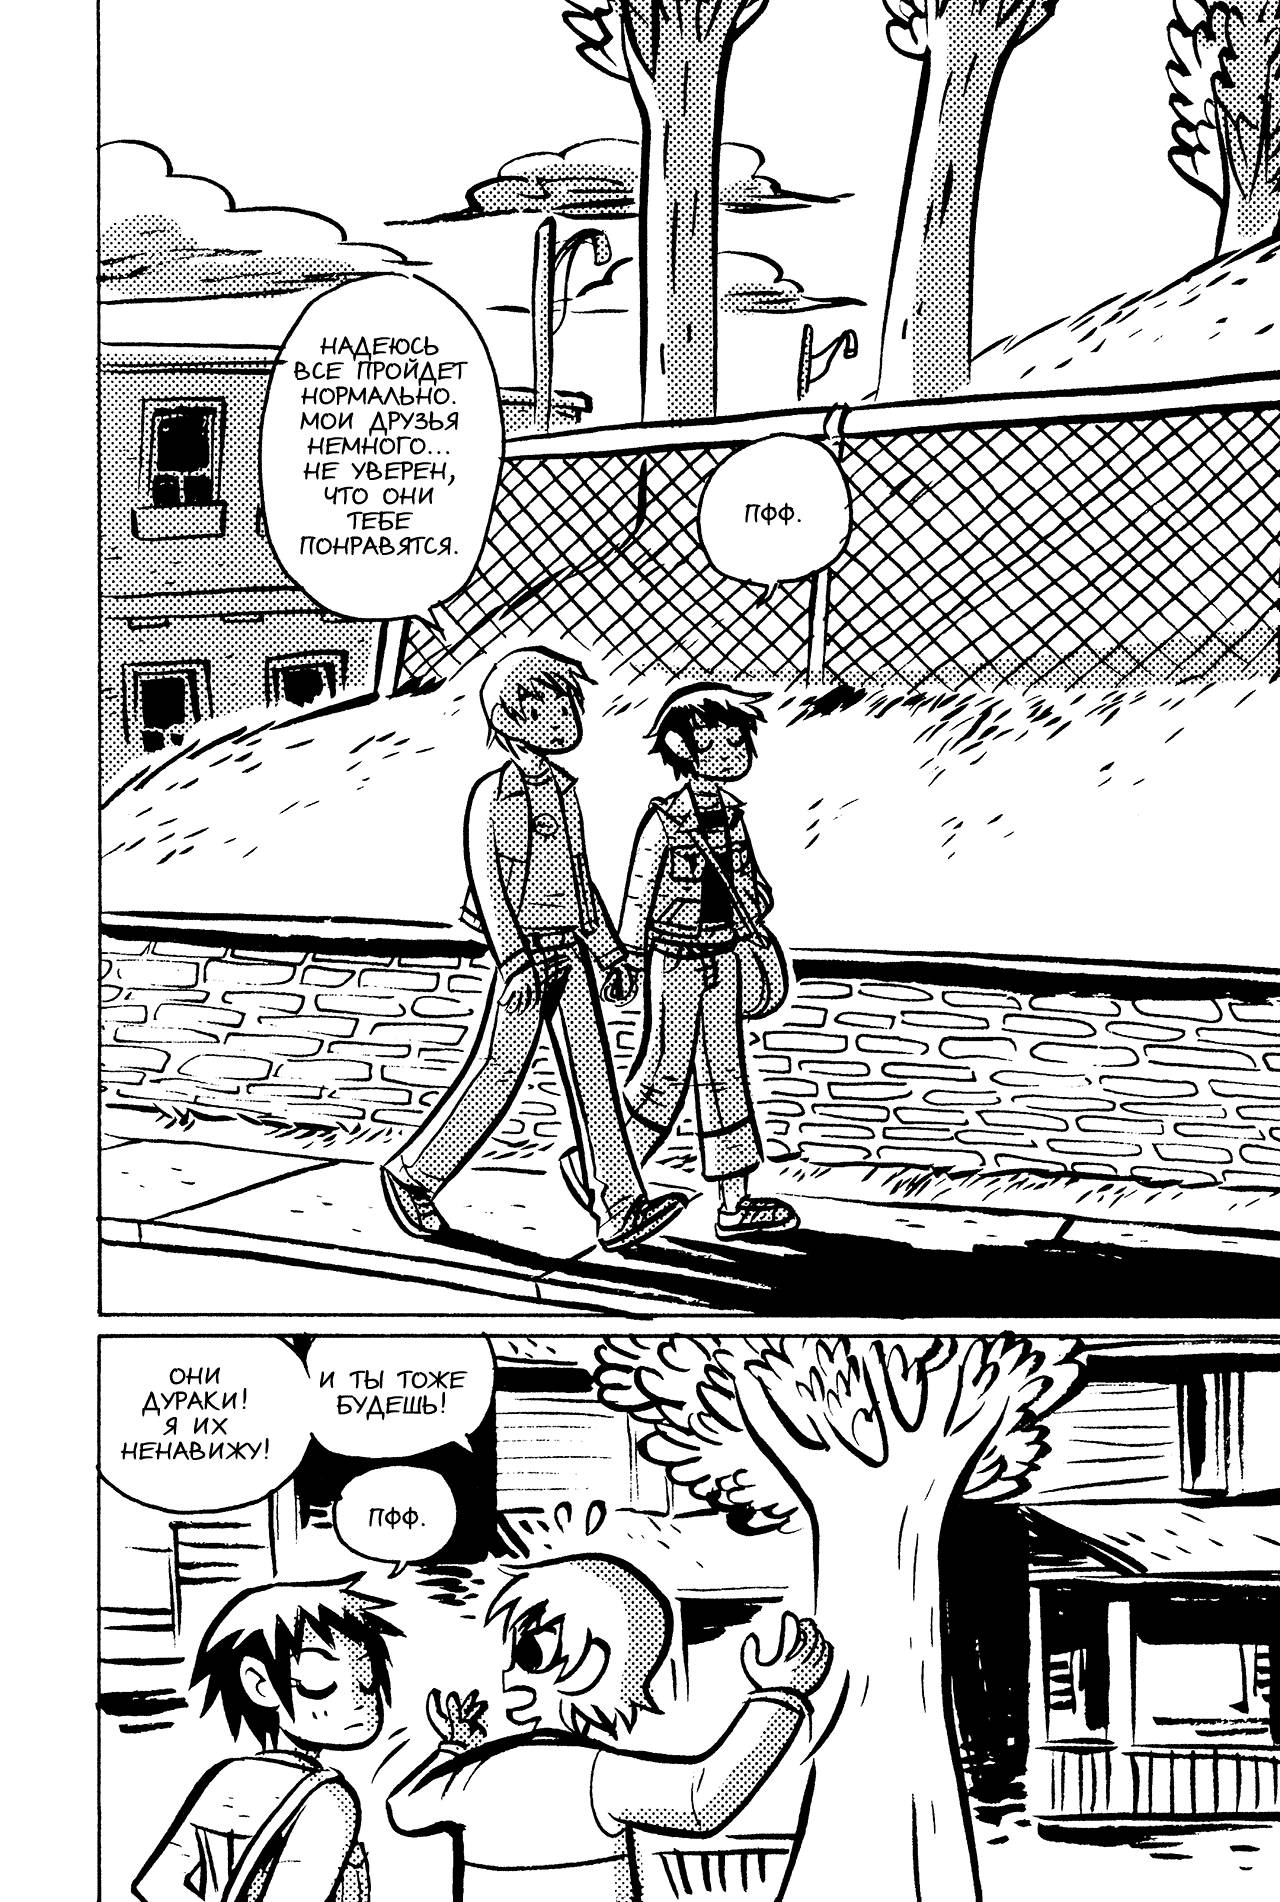 НАДЕЮСЬ
ВСЕ ПРОЙДЕТ
НОРМАЛЬНО.
МОИ ДРУЗЬЯ
НЕМНОГО...
НЕ УВЕРЕН,
ЧТО ОНИ
ТЕБЕ
ПОНРАВЯТСЯ.
ПФФ.
ОНИ
ДУРАКИ!
Я ИХ
НЕНАВИЖУ!
И ТЫ ТОЖЕ
БУДЕШЬ!
ПФФ.